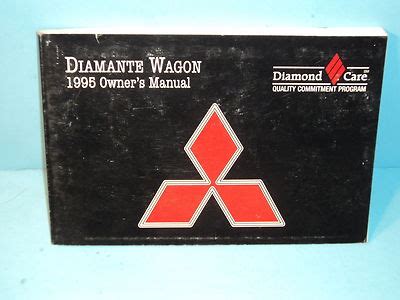 DIAMANTE WAGON
1995 Owner's Manual
Diamond Care
QUALITY COMMITMENT PROGRAM